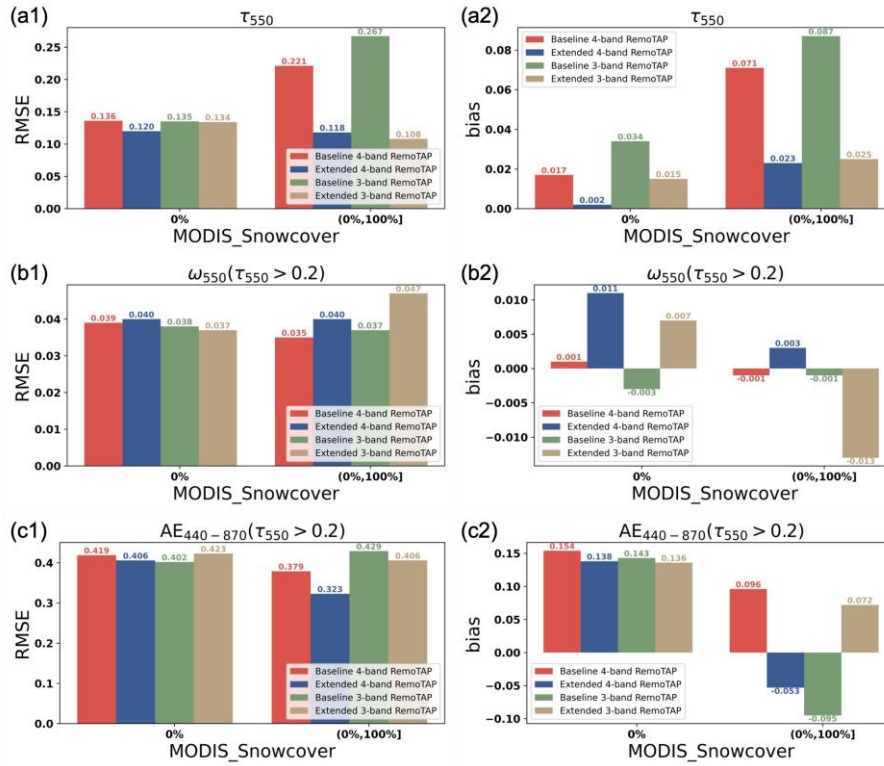 (a1)
τ550
RMSE
0.25
0.20
0.15
0.10
0.05
0.00
0.136
0.120
0.135
0.134
0.221
0.118
0.267
0.108
Baseline 4-band RemoTAP
Extended 4-band RemoTAP
Baseline 3-band RemoTAP
Extended 3-band RemoTAP
0%
(0%,100%]
MODIS_Snowcover
(a2)
τ550
bias
0.08
0.06
0.04
0.02
0.00
Baseline 4-band RemoTAP
Extended 4-band RemoTAP
Baseline 3-band RemoTAP
Extended 3-band RemoTAP
0.017
0.002
0.034
0.015
0.071
0.023
0.087
0.025
0%
(0%,100%]
MODIS_Snowcover
(b1)
ω550(τ550 > 0.2)
RMSE
0.04
0.03
0.02
0.01
0.00
0.039
0.040
0.038
0.037
0.035
0.040
0.037
0.047
Baseline 4-band RemoTAP
Extended 4-band RemoTAP
Baseline 3-band RemoTAP
Extended 3-band RemoTAP
0%
(0%,100%]
MODIS_Snowcover
(b2)
ω550(τ550 > 0.2)
bias
0.010
0.005
0.000
−0.005
−0.010
0.001
0.011
-0.003
0.007
-0.001
0.003
-0.001
-0.013
Baseline 4-band RemoTAP
Extended 4-band RemoTAP
Baseline 3-band RemoTAP
Extended 3-band RemoTAP
0%
(0%,100%]
MODIS_Snowcover
(c1)
AE440−870(τ550 > 0.2)
RMSE
0.4
0.3
0.2
0.1
0.0
0.419
0.406
0.402
0.423
0.379
0.323
0.429
0.406
Baseline 4-band RemoTAP
Extended 4-band RemoTAP
Baseline 3-band RemoTAP
Extended 3-band RemoTAP
0%
(0%,100%]
MODIS_Snowcover
(c2)
AE440−870(τ550 > 0.2)
bias
0.15
0.10
0.05
0.00
−0.05
−0.10
0.154
0.138
0.143
0.136
0.096
-0.053
-0.095
0.072
Baseline 4-band RemoTAP
Extended 4-band RemoTAP
Baseline 3-band RemoTAP
Extended 3-band RemoTAP
0%
(0%,100%]
MODIS_Snowcover